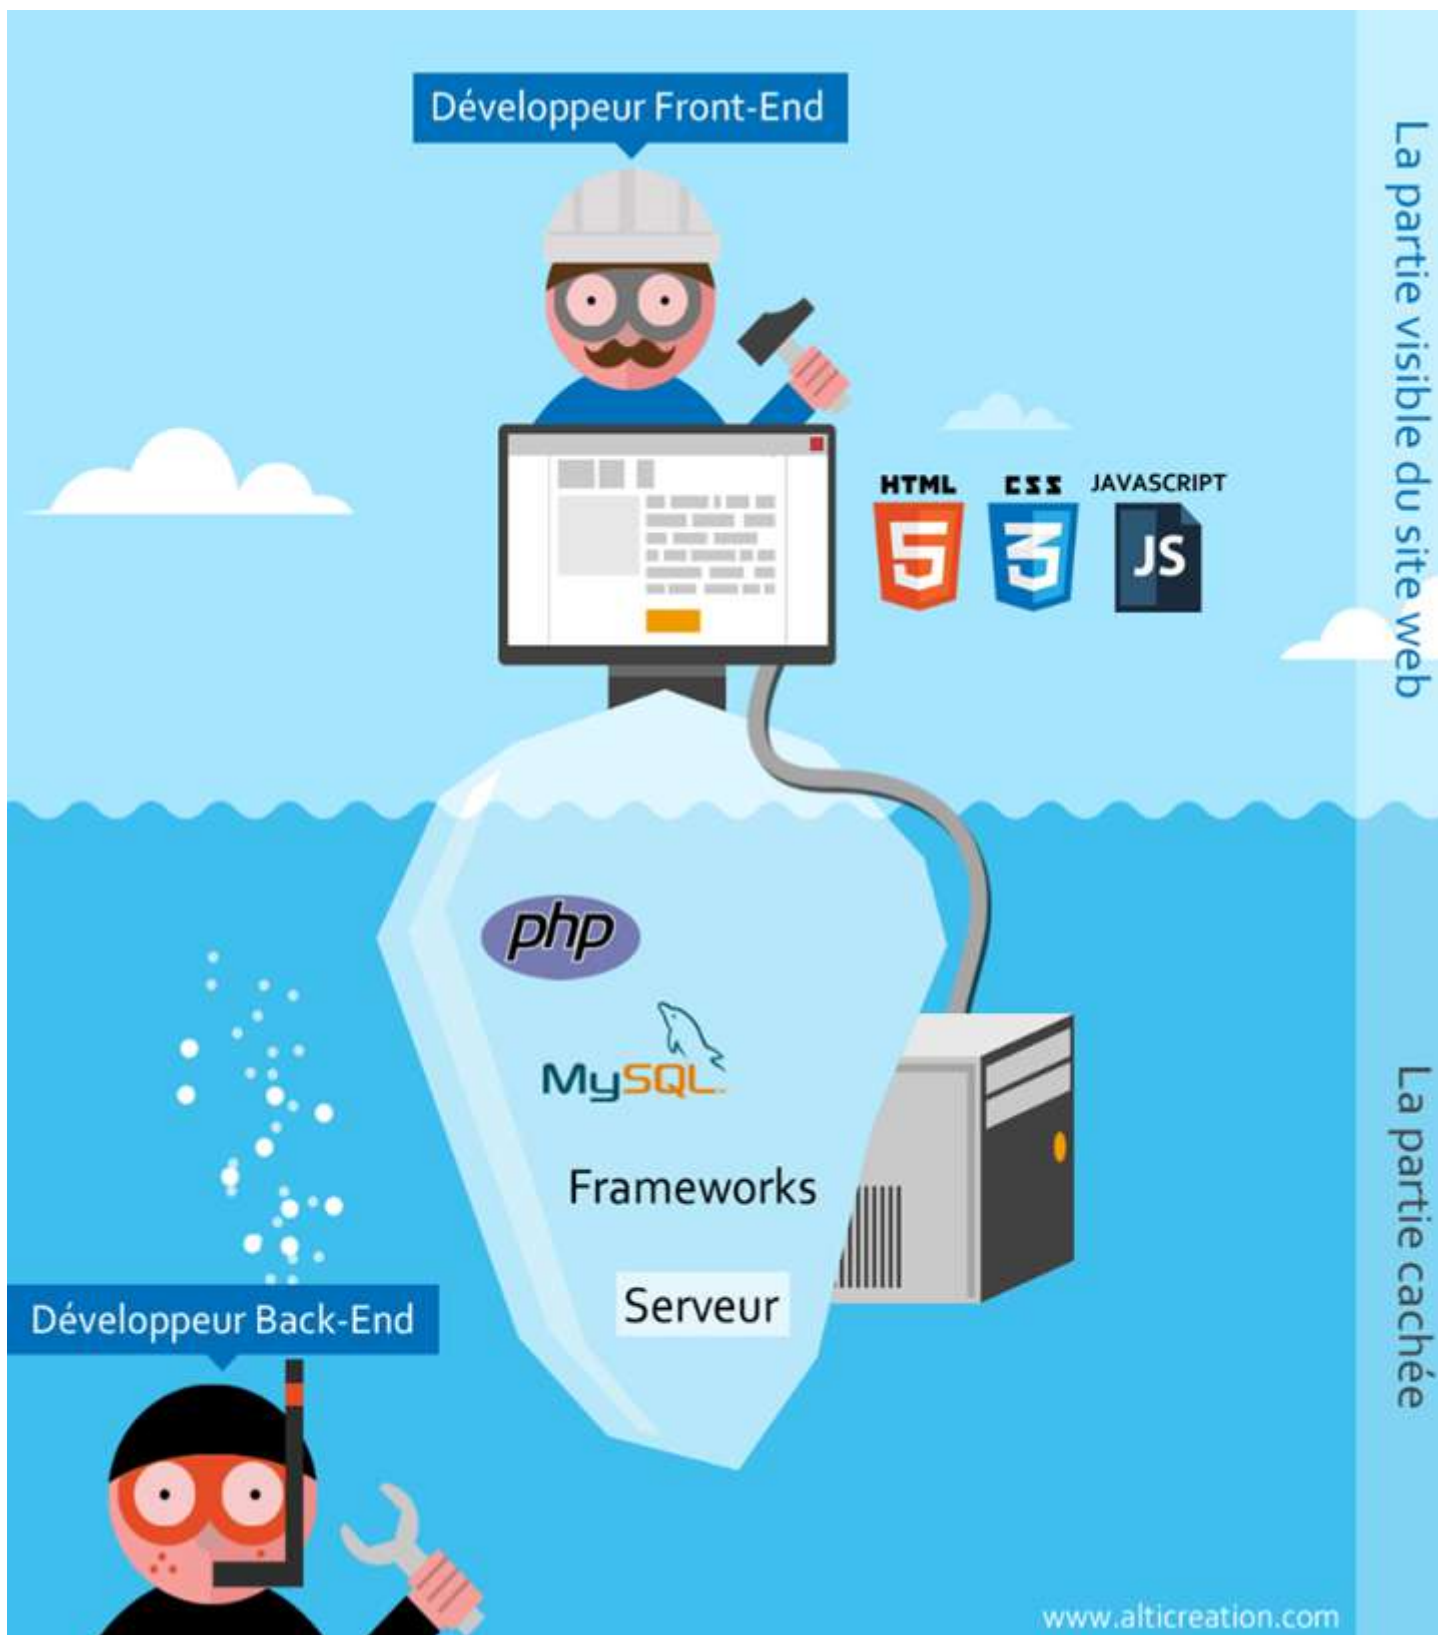 Développeur Front-End
La partie visible du site web
HTML CSS JAVASCRIPT
5 3 JS
php
MySQL
Frameworks
Serveur
La partie cachée
Développeur Back-End
www.alticreation.com